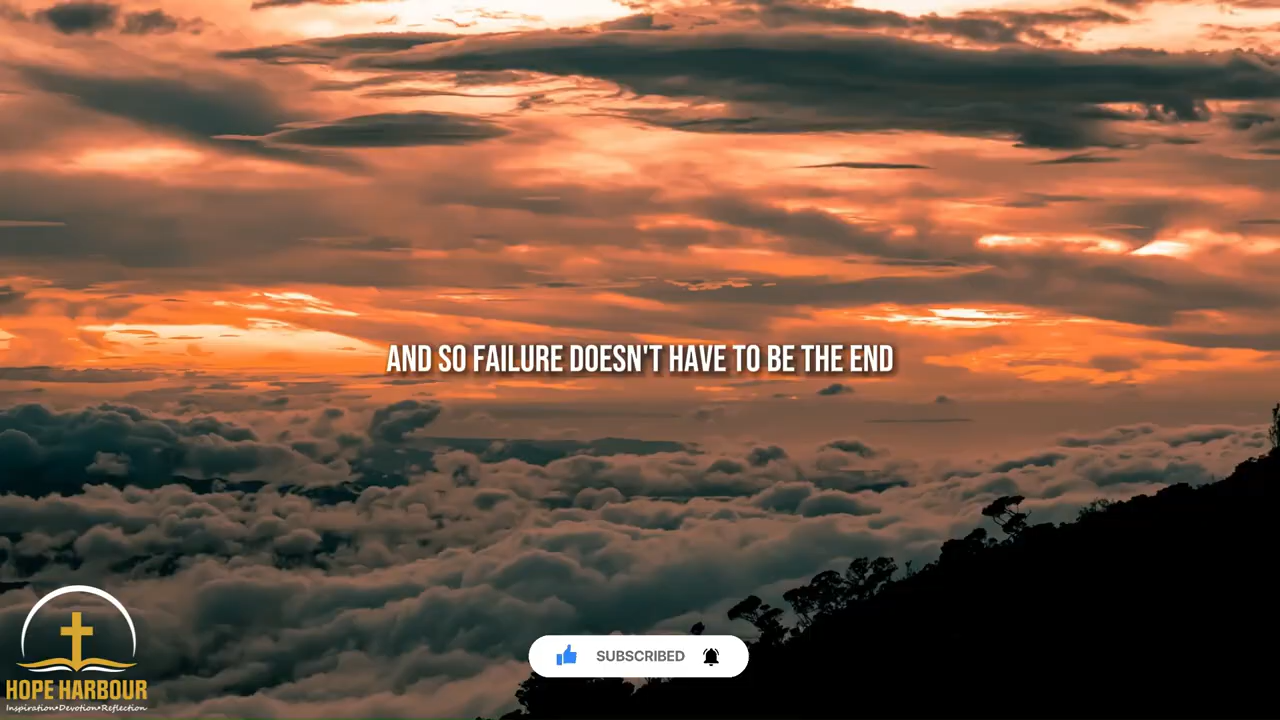 AND SO FAILURE DOESN'T HAVE TO BE THE END
SUBSCRIBED
HOPE HARBOUR
Inspiration•Devotion•Reflection